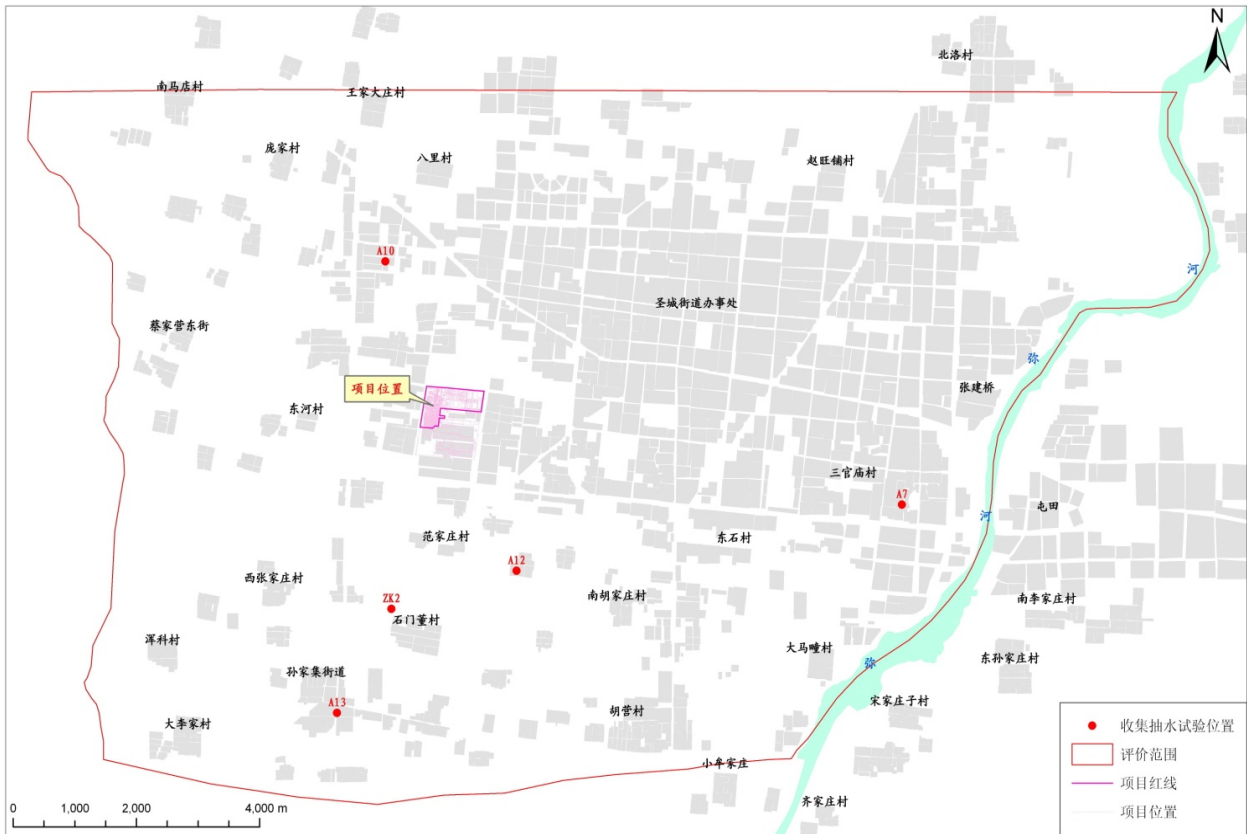 N
北洛村
南马店村
王家大庄村
庞家村
八里村
赵旺铺村
A10
河
圣城街道办事处
蔡家营东街
弥
项目位置
张建桥
东河村
三官庙村
A7
屯田
河
范家庄村
东石村
A12
西张家庄村
南胡家庄村
南李家庄村
ZK2
石门董村
浑科村
大马疃村
东孙家庄村
弥
孙家集街道
宋家庄子村
A13
胡营村
大李家村
小牟家庄
齐家庄村
收集抽水试验位置
评价范围
项目红线
项目位置
0 1,000 2,000 4,000 m